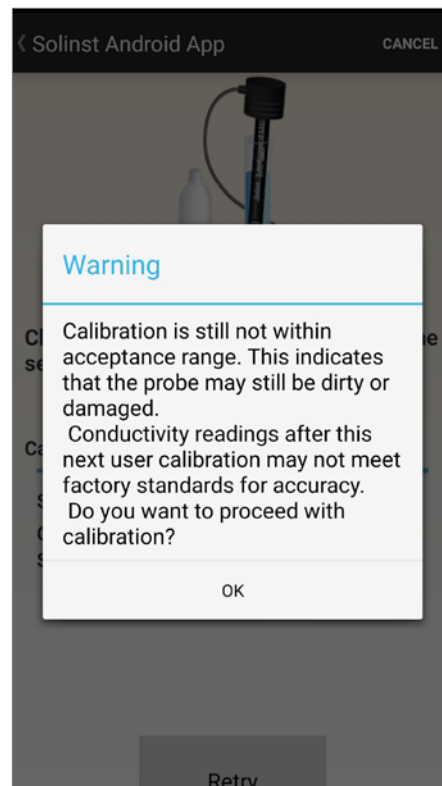 Solinst Android App
CANCEL
Warning
Calibration is still not within
acceptance range. This indicates
that the probe may still be dirty or
damaged.
Conductivity readings after this
next user calibration may not meet
factory standards for accuracy.
Do you want to proceed with
calibration?
OK
Retry